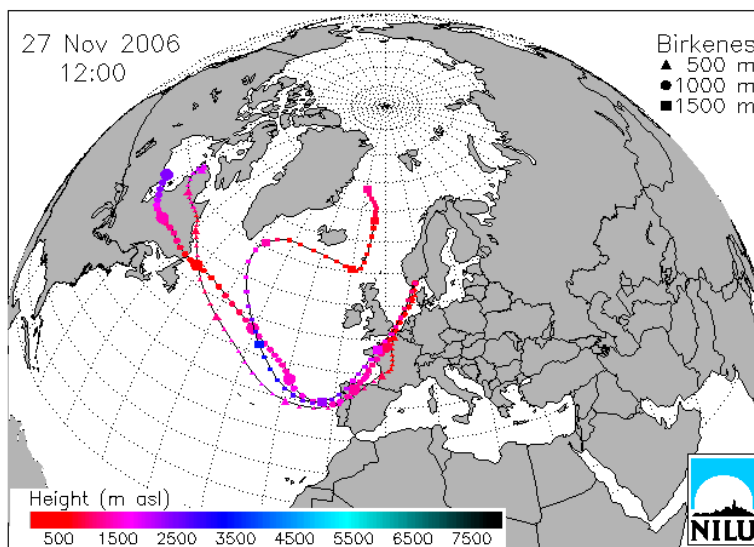 27 Nov 2006
12:00
Birkenes
▲ 500 m
● 1000 m
■ 1500 m
Height (m asl)
500 1500 2500 3500 4500 5500 6500 7500
NILU